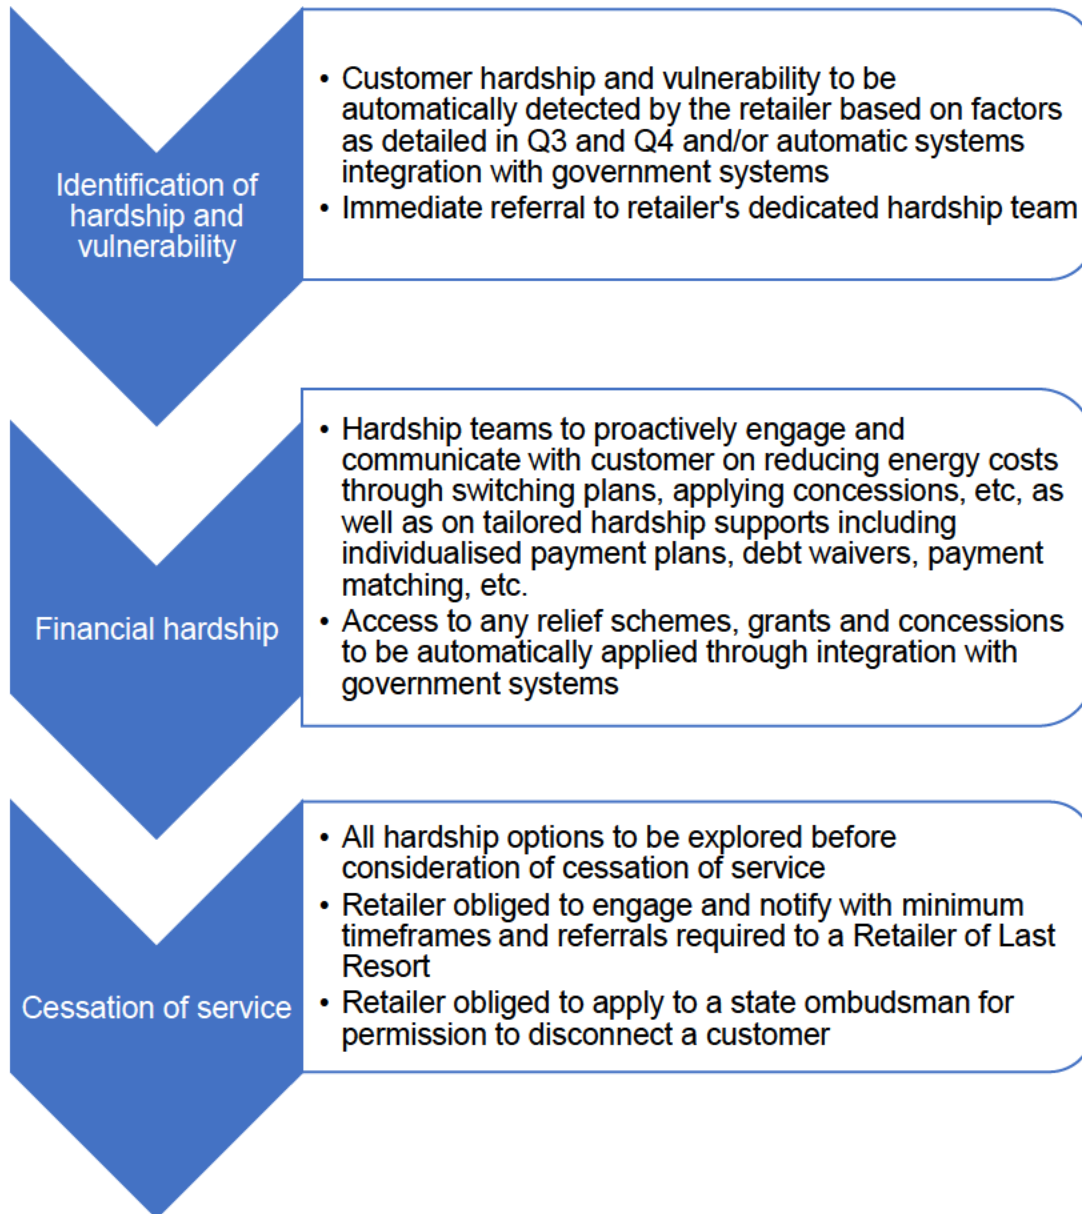 Identification of
hardship and
vulnerability
• Customer hardship and vulnerability to be
automatically detected by the retailer based on factors
as detailed in Q3 and Q4 and/or automatic systems
integration with government systems
• Immediate referral to retailer's dedicated hardship team
Financial hardship
• Hardship teams to proactively engage and
communicate with customer on reducing energy costs
through switching plans, applying concessions, etc, as
well as on tailored hardship supports including
individualised payment plans, debt waivers, payment
matching, etc.
• Access to any relief schemes, grants and concessions
to be automatically applied through integration with
government systems
Cessation of service
• All hardship options to be explored before
consideration of cessation of service
• Retailer obliged to engage and notify with minimum
timeframes and referrals required to a Retailer of Last
Resort
• Retailer obliged to apply to a state ombudsman for
permission to disconnect a customer